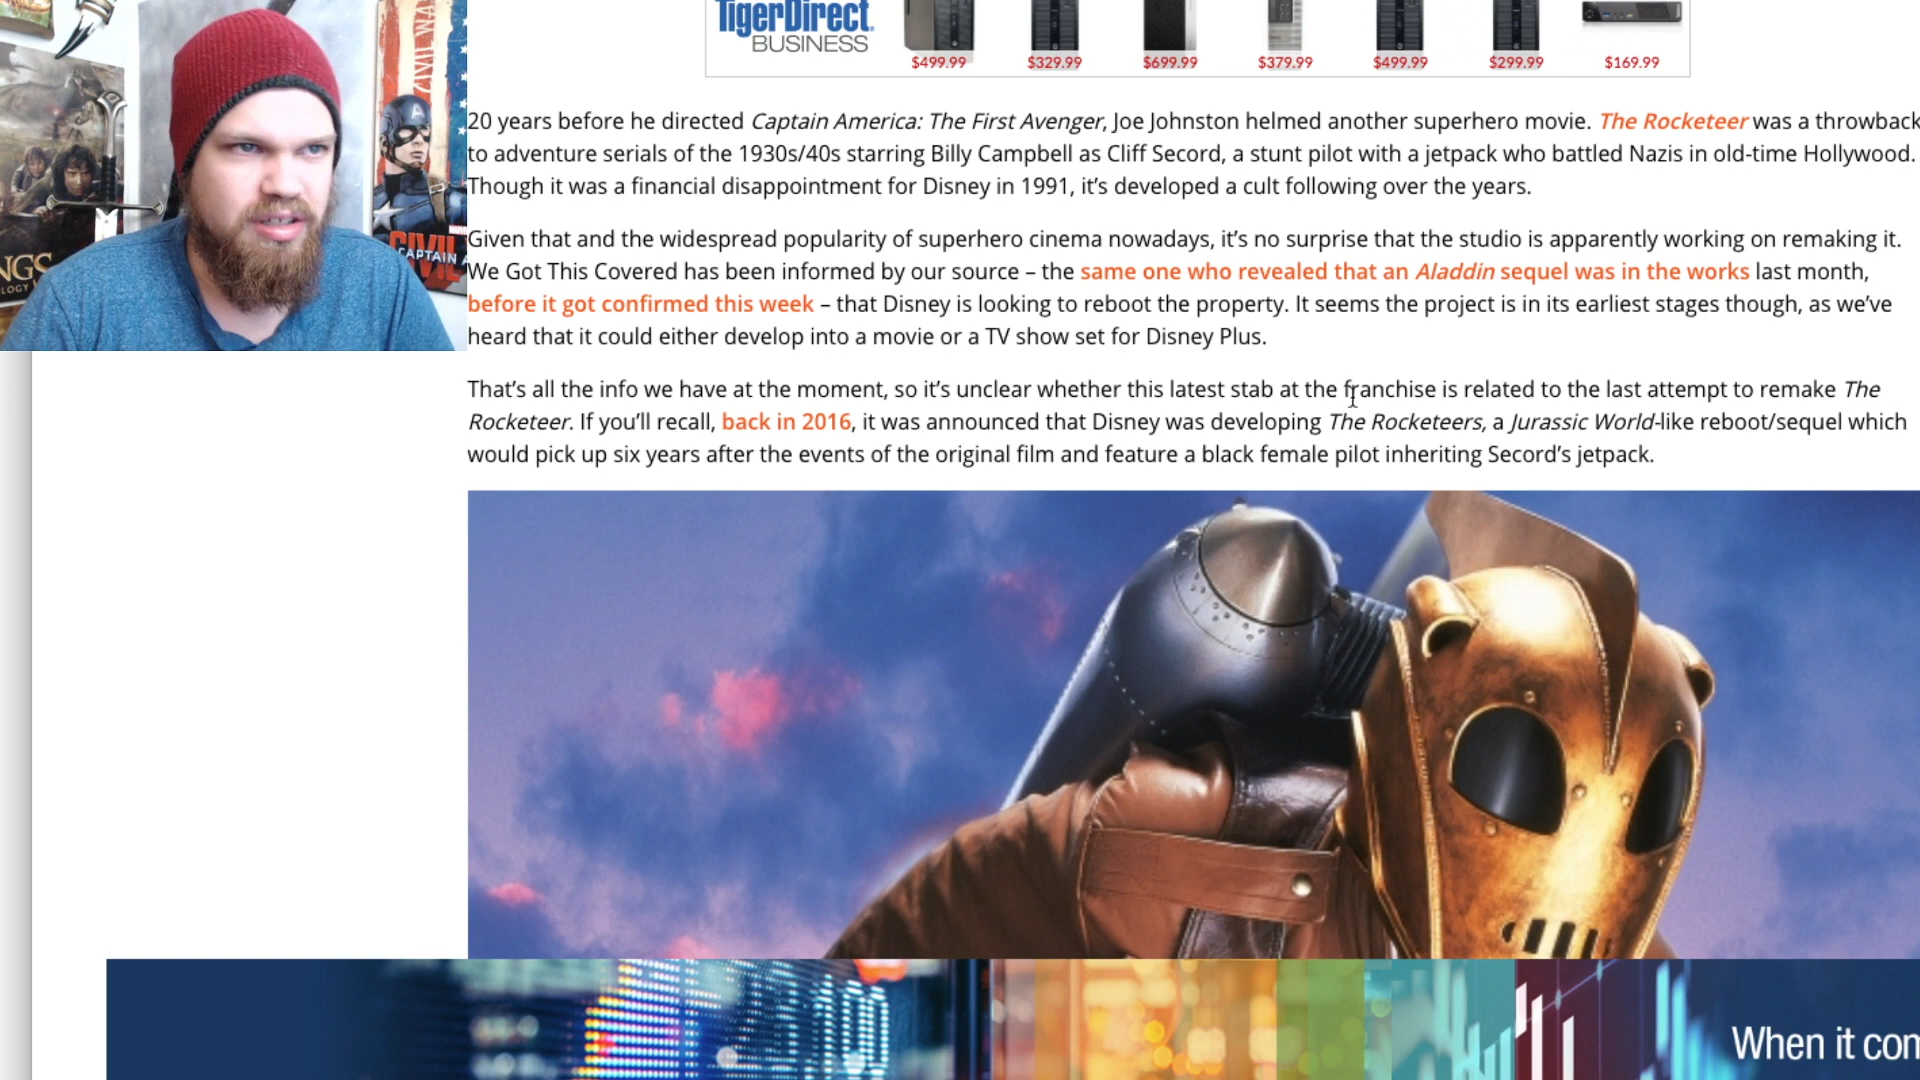 TigerDirect
BUSINESS
$499.99 $329.99 $699.99 $379.99 $499.99 $299.99 $169.99
20 years before he directed Captain America: The First Avenger, Joe Johnston helmed another superhero movie. The Rocketeer was a throwback
to adventure serials of the 1930s/40s starring Billy Campbell as Cliff Secord, a stunt pilot with a jetpack who battled Nazis in old-time Hollywood.
Though it was a financial disappointment for Disney in 1991, it's developed a cult following over the years.
Given that and the widespread popularity of superhero cinema nowadays, it's no surprise that the studio is apparently working on remaking it.
We Got This Covered has been informed by our source – the same one who revealed that an Aladdin sequel was in the works last month,
before it got confirmed this week – that Disney is looking to reboot the property. It seems the project is in its earliest stages though, as we've
heard that it could either develop into a movie or a TV show set for Disney Plus.
That's all the info we have at the moment, so it's unclear whether this latest stab at the franchise is related to the last attempt to remake The
Rocketeer. If you'll recall, back in 2016, it was announced that Disney was developing The Rocketeers, a Jurassic World-like reboot/sequel which
would pick up six years after the events of the original film and feature a black female pilot inheriting Secord's jetpack.
CIVIL WA
CIVIL
CAPTAIN A
NGS
When it com